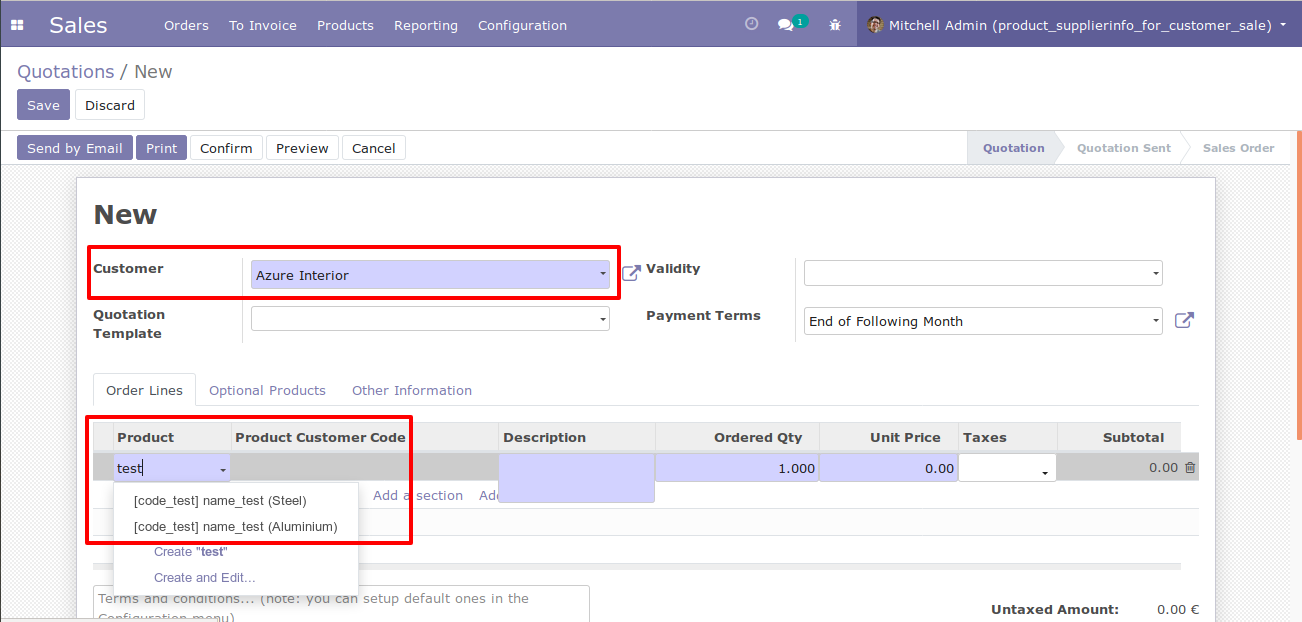 Sales Orders To Invoice Products Reporting Configuration 1 Mitchell Admin (product_supplierinfo_for_customer_sale)
Quotations / New
Save Discard
Send by Email Print Confirm Preview Cancel Quotation Quotation Sent Sales Order
New
Customer Azure Interior Validity
Quotation Template Payment Terms End of Following Month
Order Lines Optional Products Other Information
Product Product Customer Code Description Ordered Qty Unit Price Taxes Subtotal
test 1.000 0.00 0.00
Add a section Add
[code_test] name_test (Steel)
[code_test] name_test (Aluminium)
Create "test"
Create and Edit...
Terms and conditions... (note: you can setup default ones in the
Configuration menu)
Untaxed Amount: 0.00 €